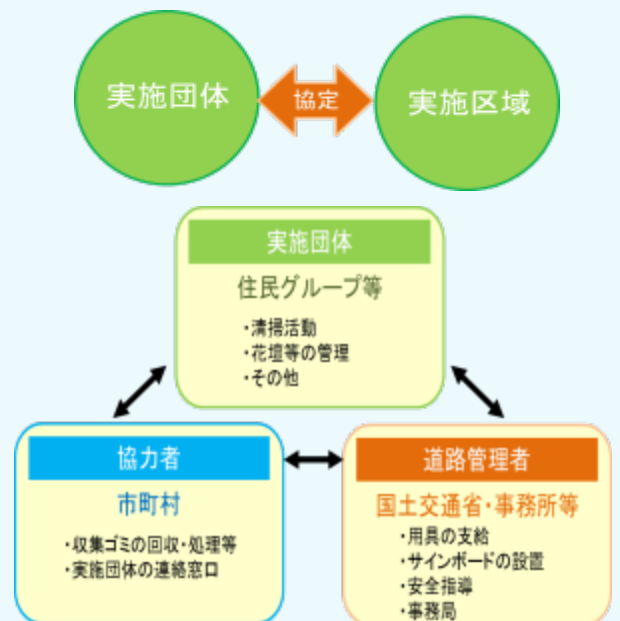 実施団体
協定
実施区域
実施団体
住民グループ等
・清掃活動
・花壇等の管理
・その他
協力者
市町村
・収集ゴミの回収・処理等
・実施団体の連絡窓口
道路管理者
国土交通省・事務所等
・用具の支給
・サインボードの設置
・安全指導
・事務局